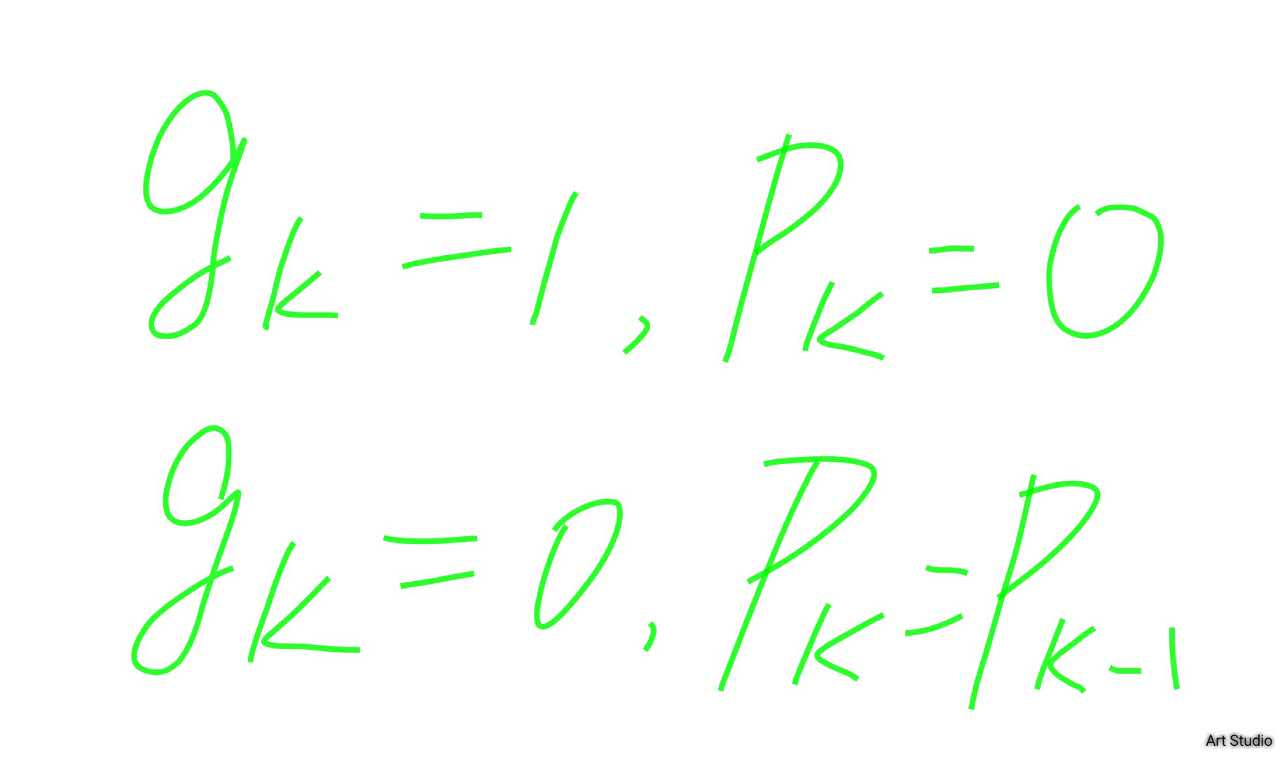 g_k = 1, P_k = 0
g_k = 0, P_k = P_k-1
Art Studio